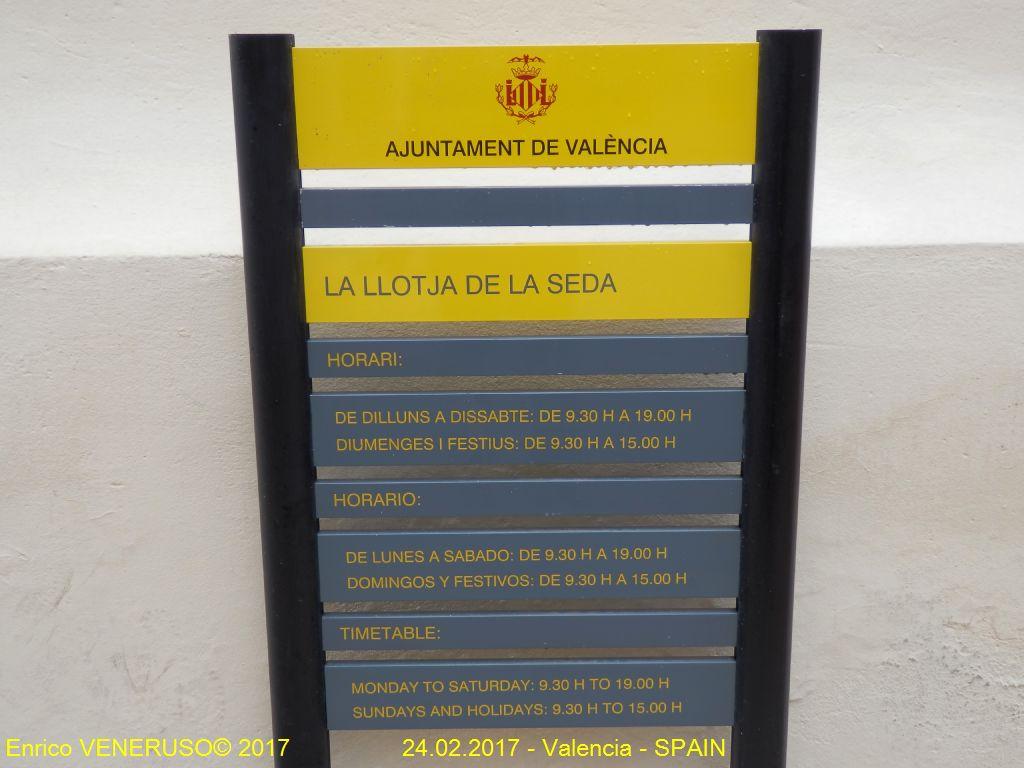 AJUNTAMENT DE VALÈNCIA
LA LLOTJA DE LA SEDA
HORARI:
DE DILLUNS A DISSABTE: DE 9.30 H A 19.00 H
DIUMENGES I FESTIUS: DE 9.30 H A 15.00 H
HORARIO:
DE LUNES A SABADO: DE 9.30 H A 19.00 H
DOMINGOS Y FESTIVOS: DE 9.30 H A 15.00 H
TIMETABLE:
MONDAY TO SATURDAY: 9.30 H TO 19.00 H
SUNDAYS AND HOLIDAYS: 9.30 H TO 15.00 H
Enrico VENERUSO© 2017 24.02.2017 - Valencia - SPAIN